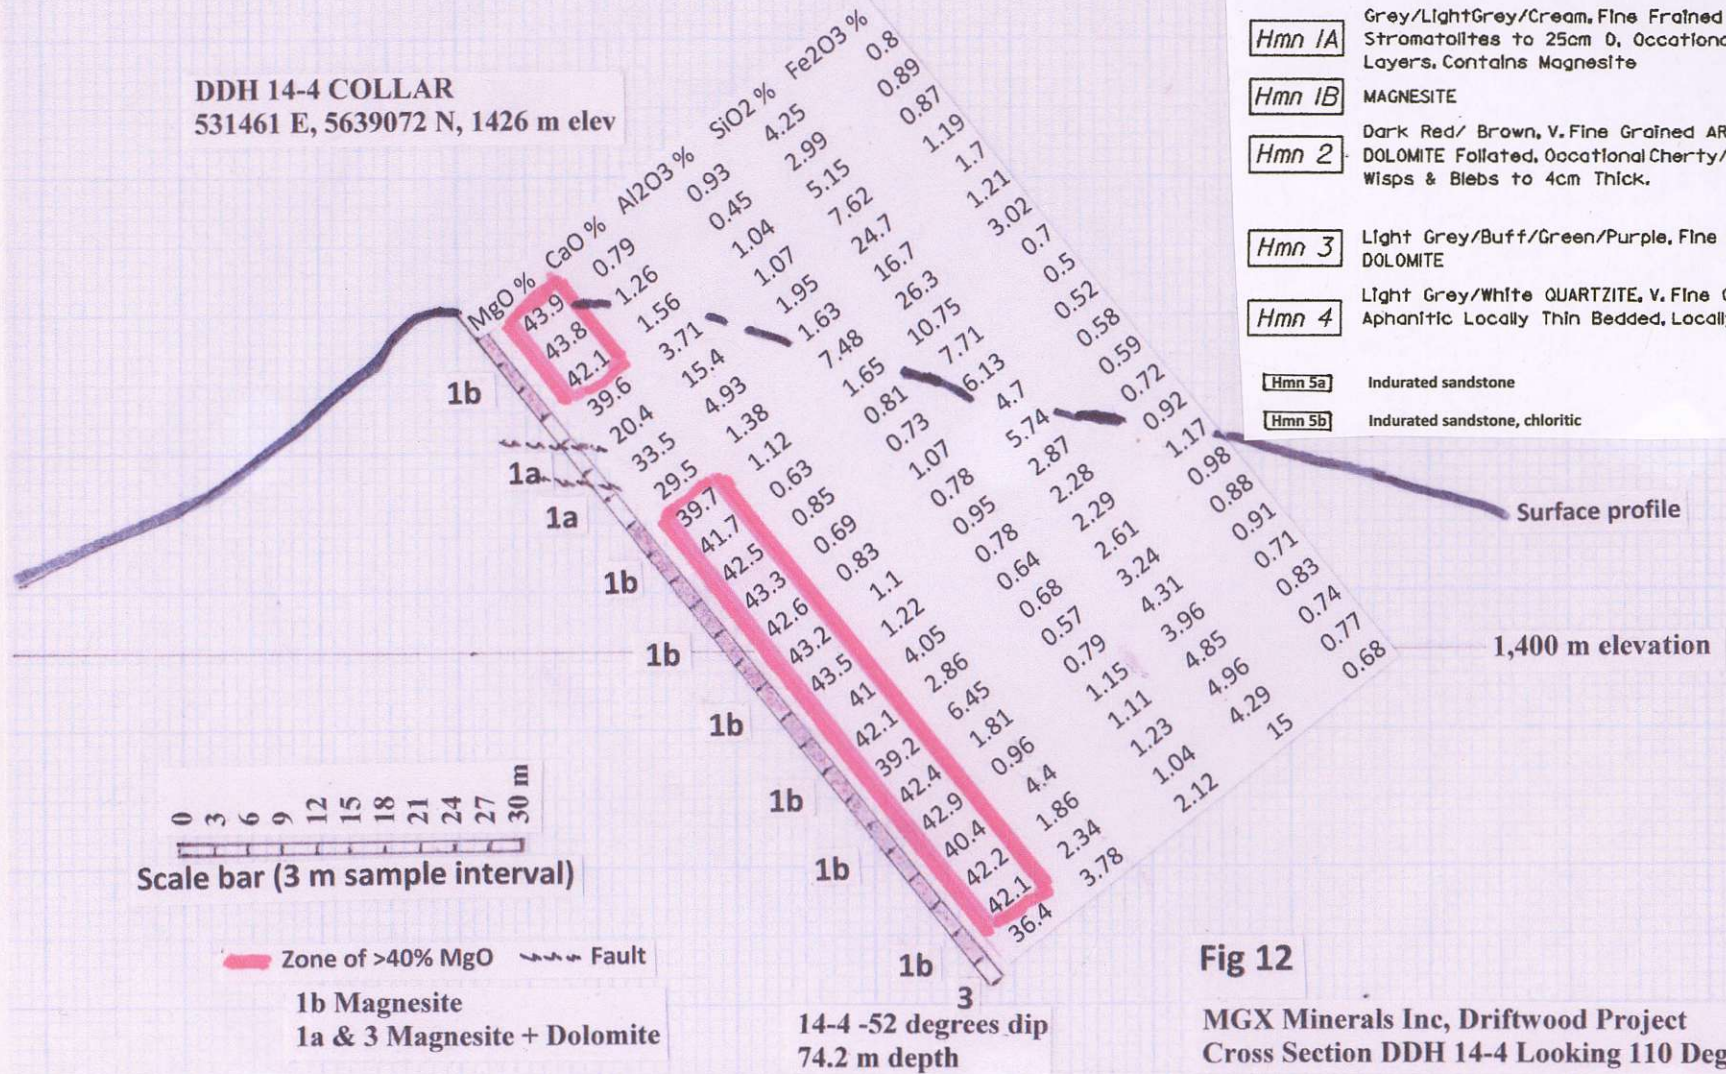 DDH 14-4 COLLAR
531461 E, 5639072 N, 1426 m elev
MgO % CaO % Al2O3 % SiO2 % Fe2O3 %
43.9 0.79 0.93 4.25 0.8
43.8 1.26 0.45 2.99 0.89
42.1 1.56 1.04 5.15 0.87
39.6 3.71 1.07 7.62 1.19
20.4 15.4 1.95 24.7 1.7
33.5 4.93 1.63 16.7 1.21
29.5 1.38 7.48 26.3 3.02
39.7 1.12 1.65 10.75 0.7
41.7 0.63 0.81 7.71 0.5
42.5 0.85 0.73 6.13 0.52
43.3 0.69 1.07 4.7 0.58
42.6 0.83 0.78 5.74 0.59
43.2 1.1 0.95 2.87 0.72
43.5 1.22 0.78 2.28 0.92
41 4.05 0.64 2.29 1.17
42.1 2.86 0.68 2.61 0.98
39.2 6.45 0.57 3.24 0.88
42.4 1.81 0.79 4.31 0.91
42.9 0.96 1.15 3.96 0.71
40.4 4.4 1.11 4.85 0.83
42.2 1.86 1.23 4.96 0.74
42.1 2.34 1.04 4.29 0.77
36.4 3.78 2.12 15 0.68
Hmn 1A
Grey/LightGrey/Cream, Fine Frained
Stromatolites to 25cm D, Occationa
Layers, Contains Magnesite
Hmn 1B MAGNESITE
Hmn 2
Dark Red/ Brown, V. Fine Grained AR
DOLOMITE Foliated, Occational Cherty/
Wisps & Blebs to 4cm Thick.
Hmn 3
Light Grey/Buff/Green/Purple, Fine
DOLOMITE
Hmn 4
Light Grey/White QUARTZITE, V. Fine
Aphanitic Locally Thin Bedded, Locall
Hmn 5a Indurated sandstone
Hmn 5b Indurated sandstone, chloritic
1b
1a
1a
1b
1b
1b
1b
1b
1b
3
Surface profile
1,400 m elevation
0 3 6 9 12 15 18 21 24 27 30 m
Scale bar (3 m sample interval)
Zone of >40% MgO Fault
1b Magnesite
1a & 3 Magnesite + Dolomite
14-4 -52 degrees dip
74.2 m depth
Fig 12
MGX Minerals Inc, Driftwood Project
Cross Section DDH 14-4 Looking 110 Deg